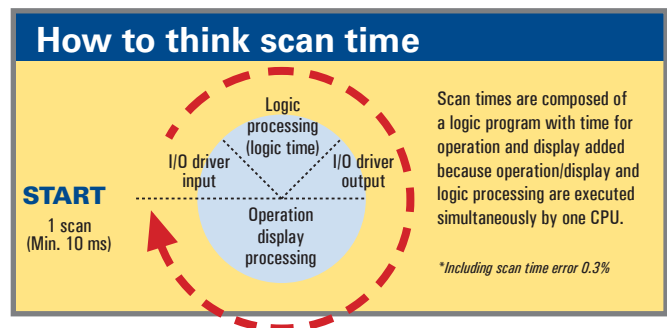 How to think scan time
Logic
processing
(logic time)
I/O driver
input
I/O driver
output
START
1 scan
(Min. 10 ms)
Operation
display
processing
Scan times are composed of
a logic program with time for
operation and display added
because operation/display and
logic processing are executed
simultaneously by one CPU.
*Including scan time error 0.3%